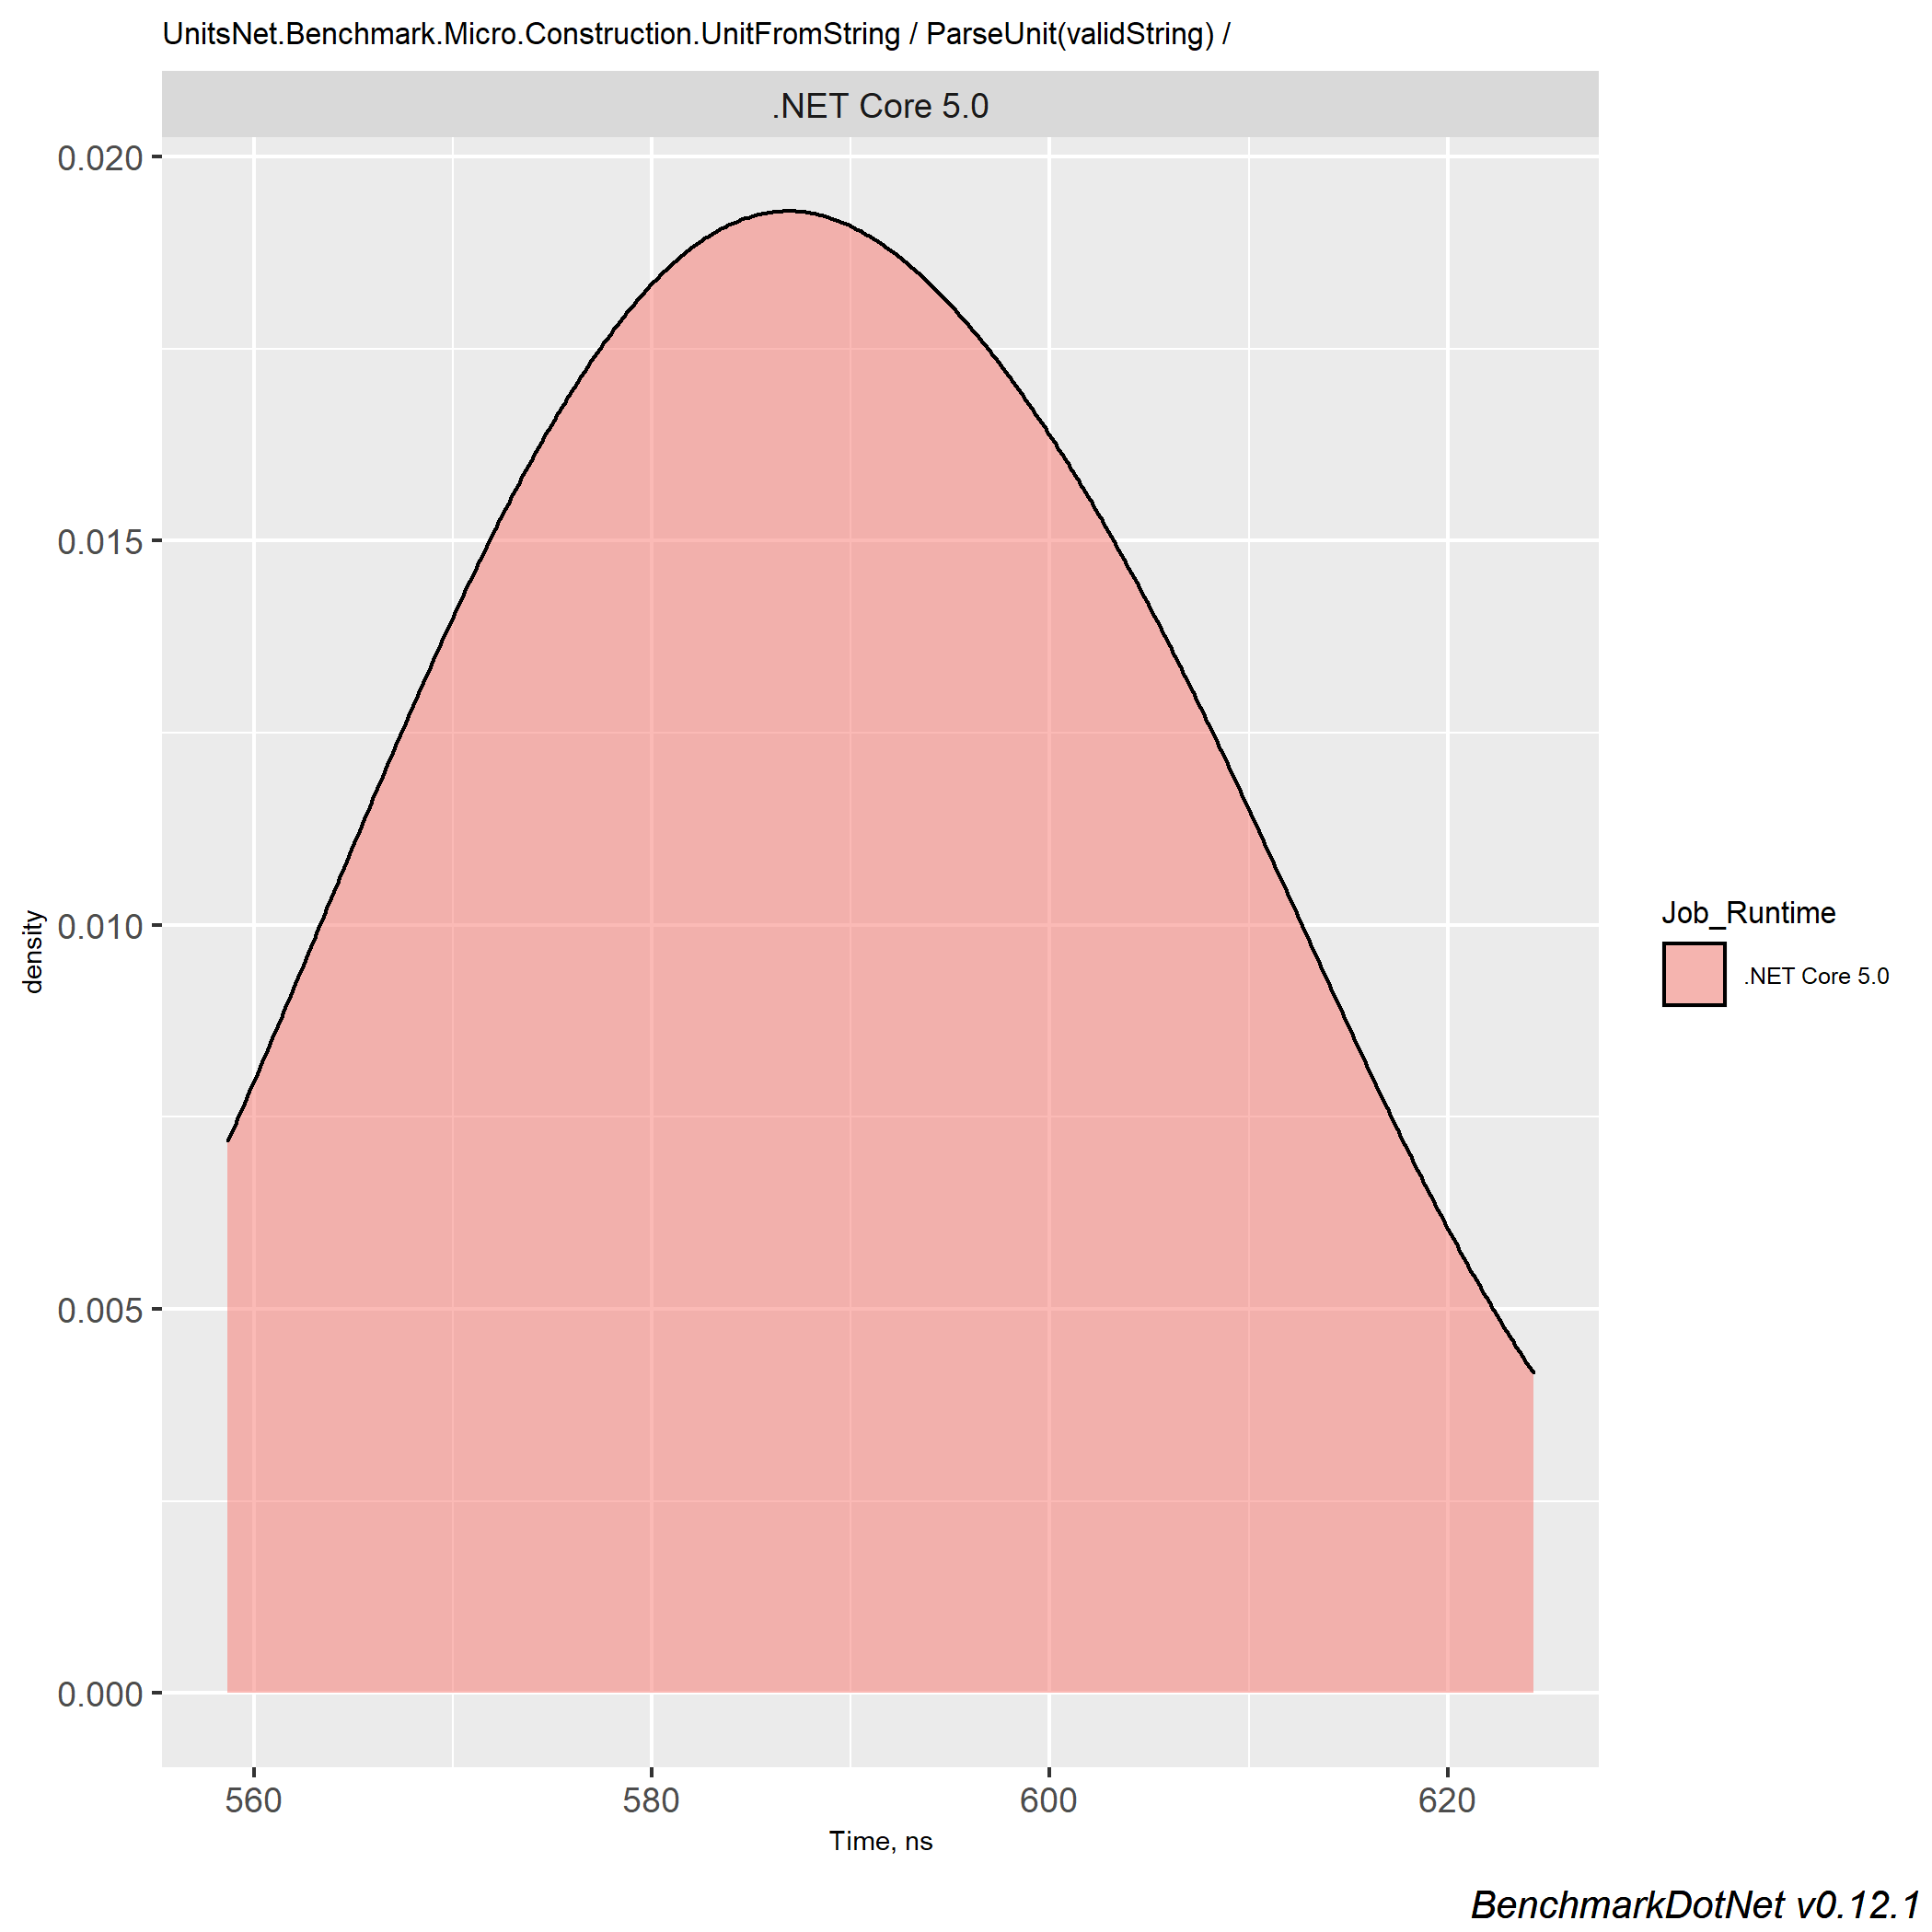 UnitsNet.Benchmark.Micro.Construction.UnitFromString / ParseUnit(validString) /
.NET Core 5.0
0.020
0.015
0.010
0.005
0.000
density
560 580 600 620
Time, ns
Job_Runtime
.NET Core 5.0
BenchmarkDotNet v0.12.1